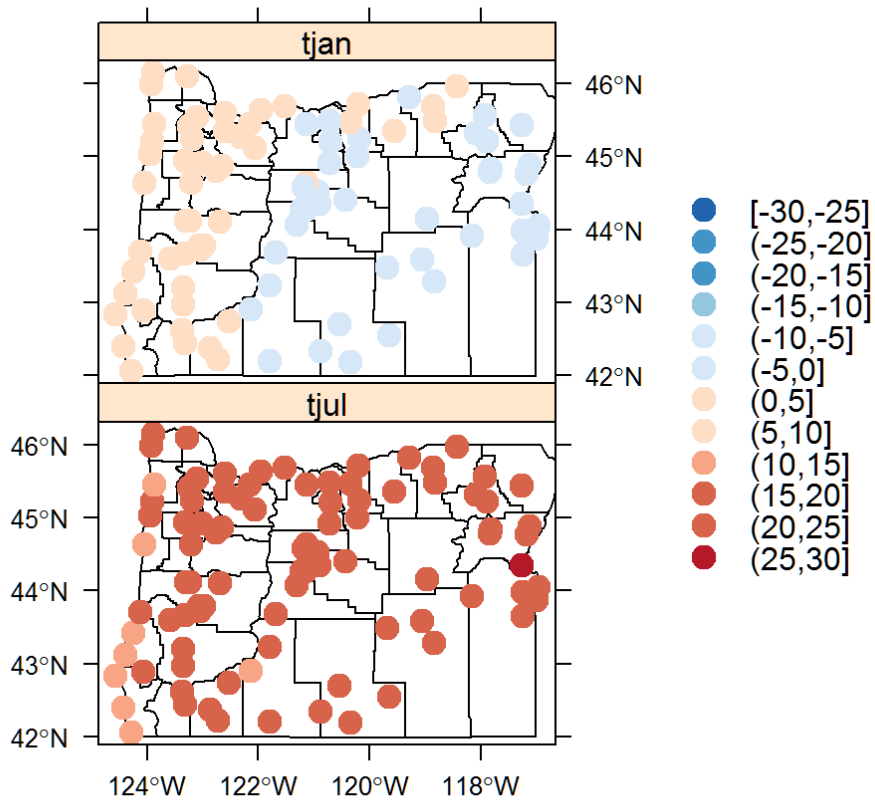 tjan
46°N
45°N
44°N
43°N
42°N
tjul
46°N
45°N
44°N
43°N
42°N
124°W 122°W 120°W 118°W
[-30,-25]
(-25,-20]
(-20,-15]
(-15,-10]
(-10,-5]
(-5,0]
(0,5]
(5,10]
(10,15]
(15,20]
(20,25]
(25,30]